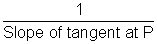 1
Slope of tangent at P